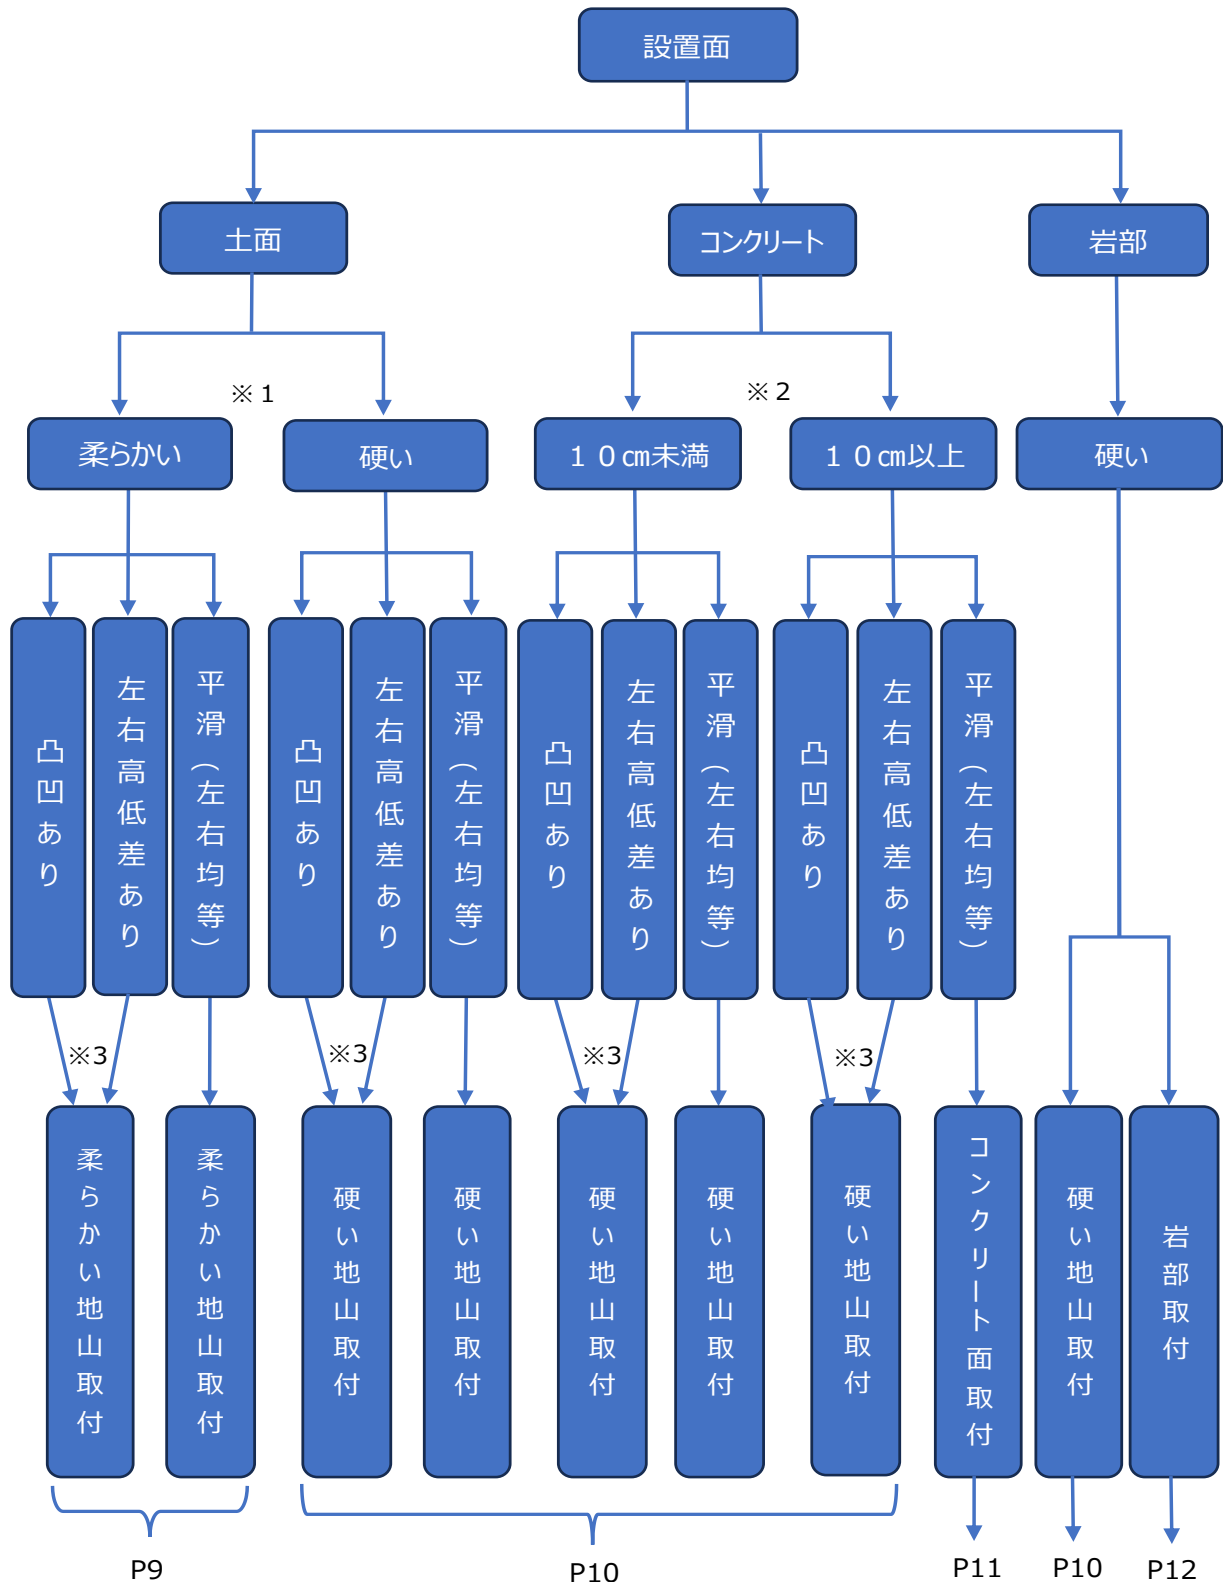 設置面
土面
コンクリート
岩部
※１
※２
柔らかい
硬い
１０㎝未満
１０㎝以上
硬い
凸凹あり
左右高低差あり
平滑（左右均等）
凸凹あり
左右高低差あり
平滑（左右均等）
凸凹あり
左右高低差あり
平滑（左右均等）
凸凹あり
左右高低差あり
平滑（左右均等）
※3
※3
※3
※3
柔らかい地山取付
柔らかい地山取付
硬い地山取付
硬い地山取付
硬い地山取付
硬い地山取付
硬い地山取付
コンクリート面取付
硬い地山取付
岩部取付
P9
P10
P11
P10
P12